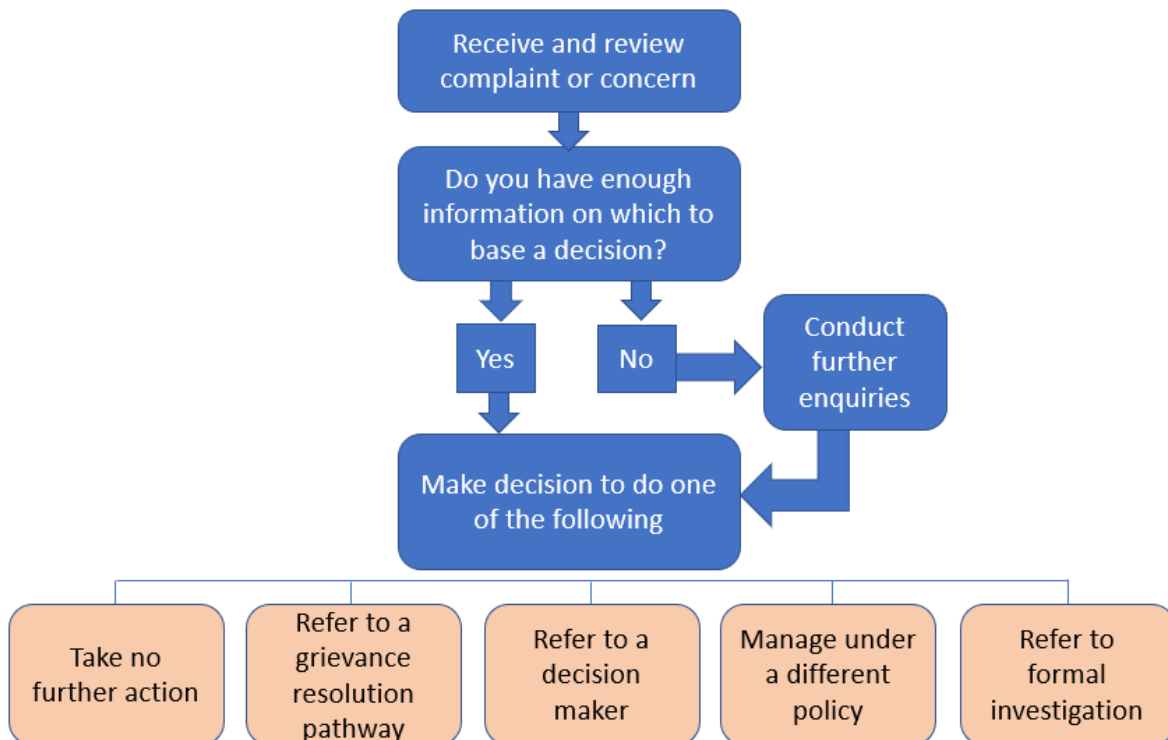 Receive and review
complaint or concern
Do you have enough
information on which to
base a decision?
Yes
No
Conduct
further
enquiries
Make decision to do one
of the following
Take no
further action
Refer to a
grievance
resolution
pathway
Refer to a
decision
maker
Manage under
a different
policy
Refer to
formal
investigation